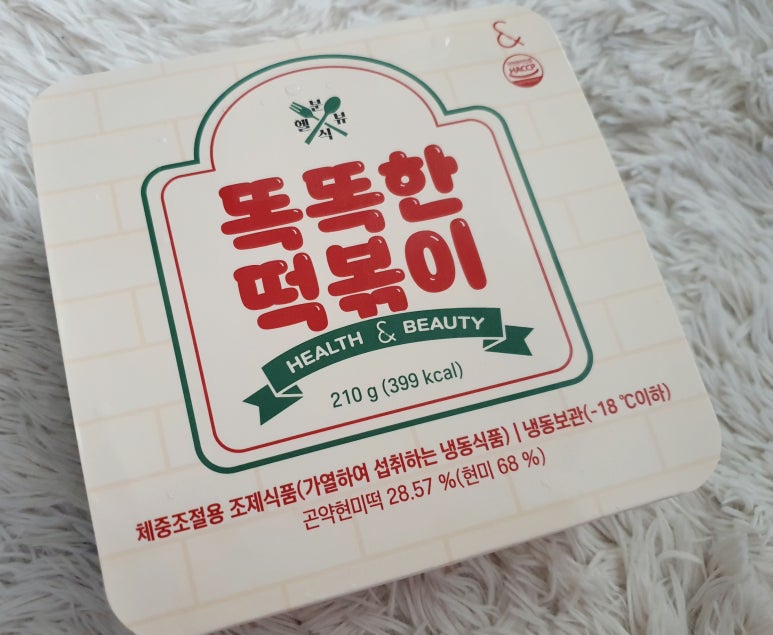 &
HACCP
분
헬 뷰
식
똑똑한
떡볶이
HEALTH & BEAUTY
210 g (399 kcal)
체중조절용 조제식품(가열하여 섭취하는 냉동식품) | 냉동보관(-18 ℃이하)
곤약현미떡 28.57 %(현미 68 %)